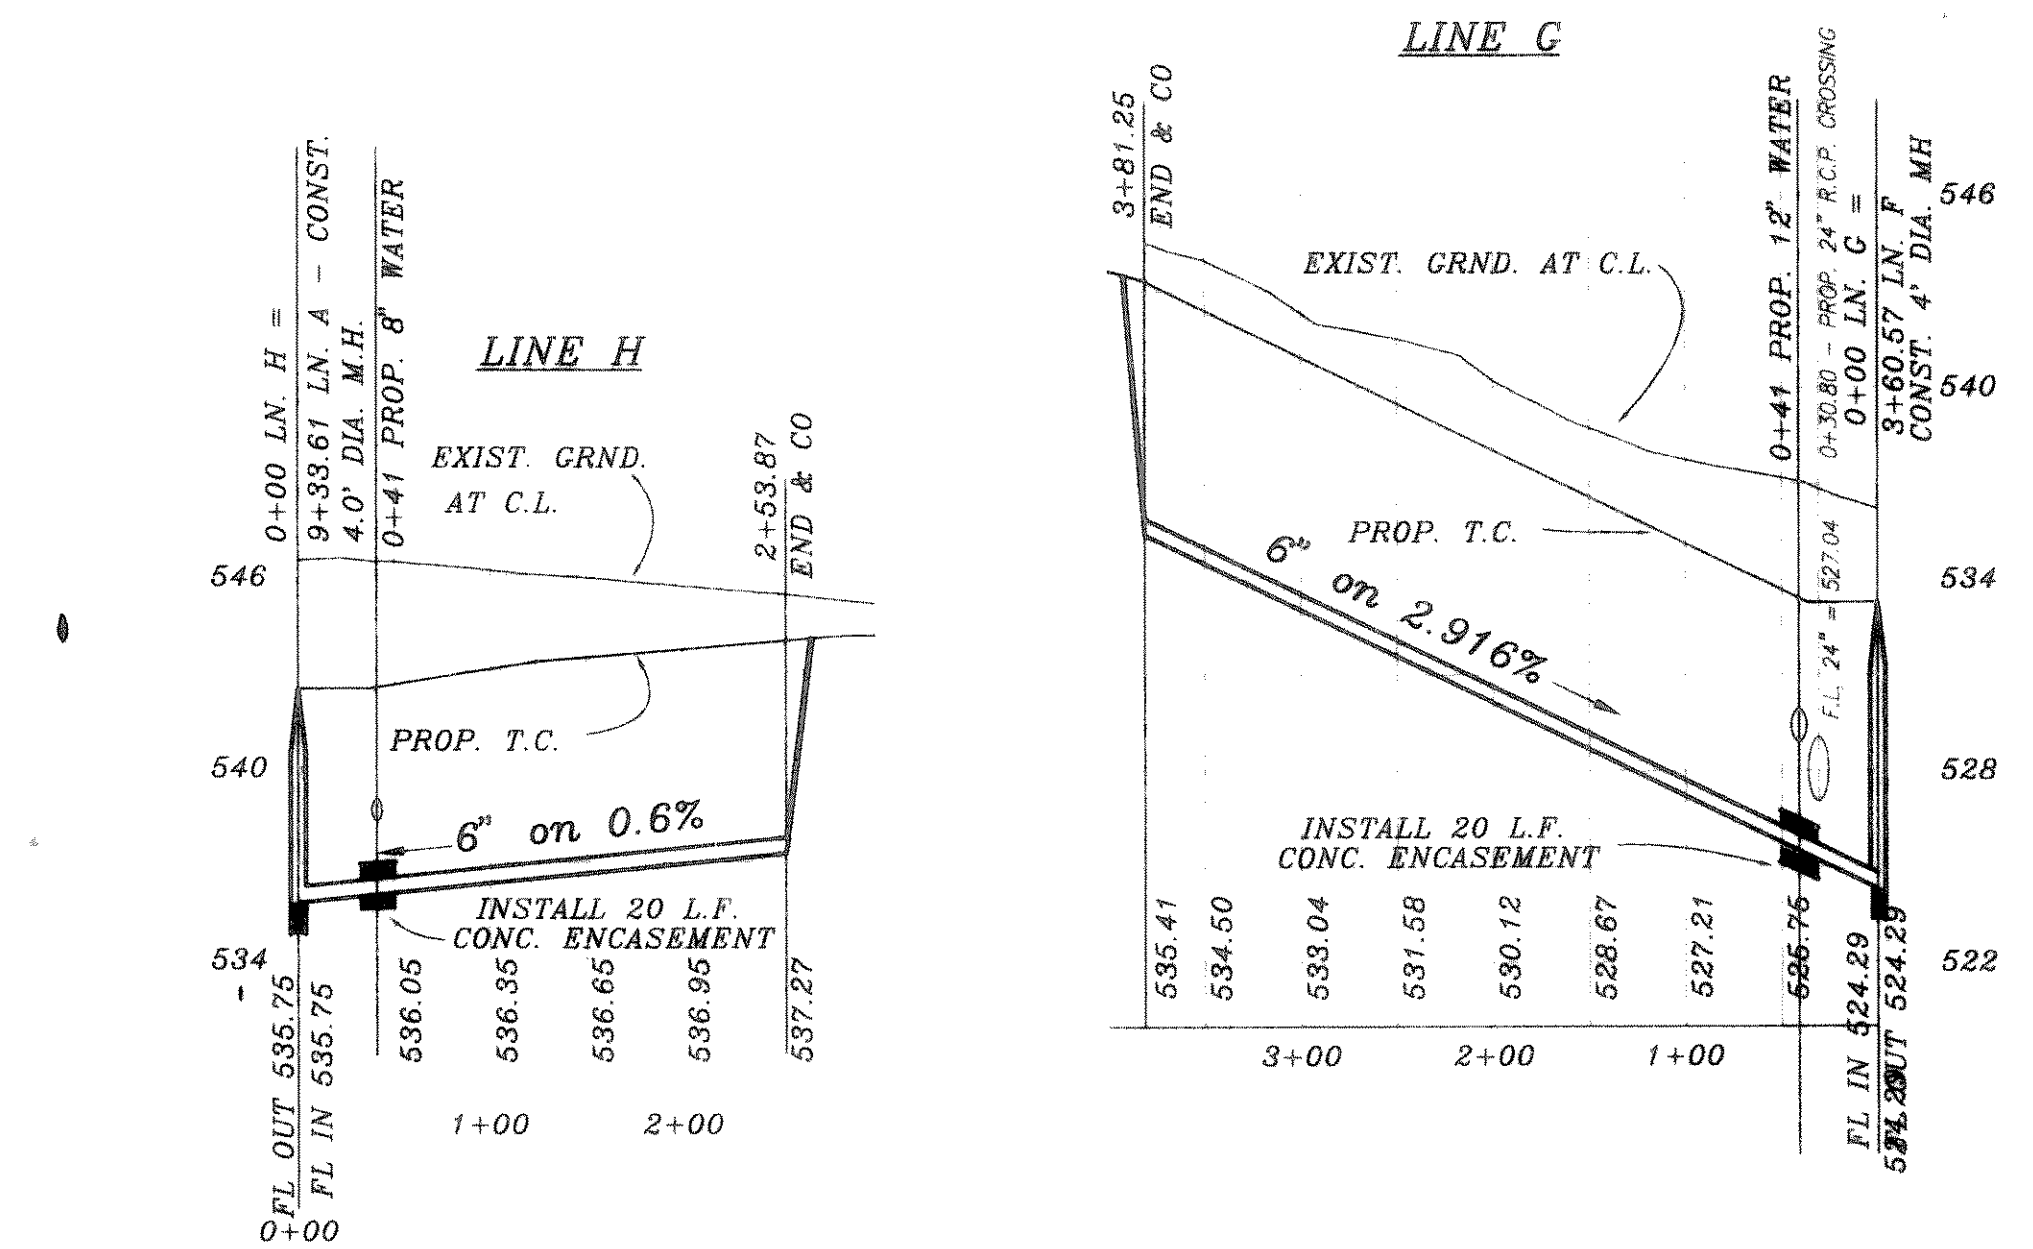 LINE H
0+00 LN. H =
9+33.61 LN. A - CONST.
4.0' DIA. M.H.
0+41 PROP. 8" WATER
EXIST. GRND.
AT C.L.
2+53.87
END & CO
546
540
534
PROP. T.C.
6" on 0.6%
INSTALL 20 L.F.
CONC. ENCASEMENT
FL OUT 535.75
FL IN 535.75
536.05
536.35
536.65
536.95
537.27
1+00
2+00
0+00
LINE G
3+81.25
END & CO
EXIST. GRND. AT C.L.
0+41 PROP. 12" WATER
0+30.80 - PROP. 24" R.C.P. CROSSING
F.L. 24" = 527.04
0+00 LN. G =
3+60.57 LN. F
CONST. 4' DIA. MH
546
540
534
528
522
PROP. T.C.
6" on 2.916%
INSTALL 20 L.F.
CONC. ENCASEMENT
535.41
534.50
533.04
531.58
530.12
528.67
527.21
525.75
FL IN 524.29
FL OUT 524.29
3+00
2+00
1+00